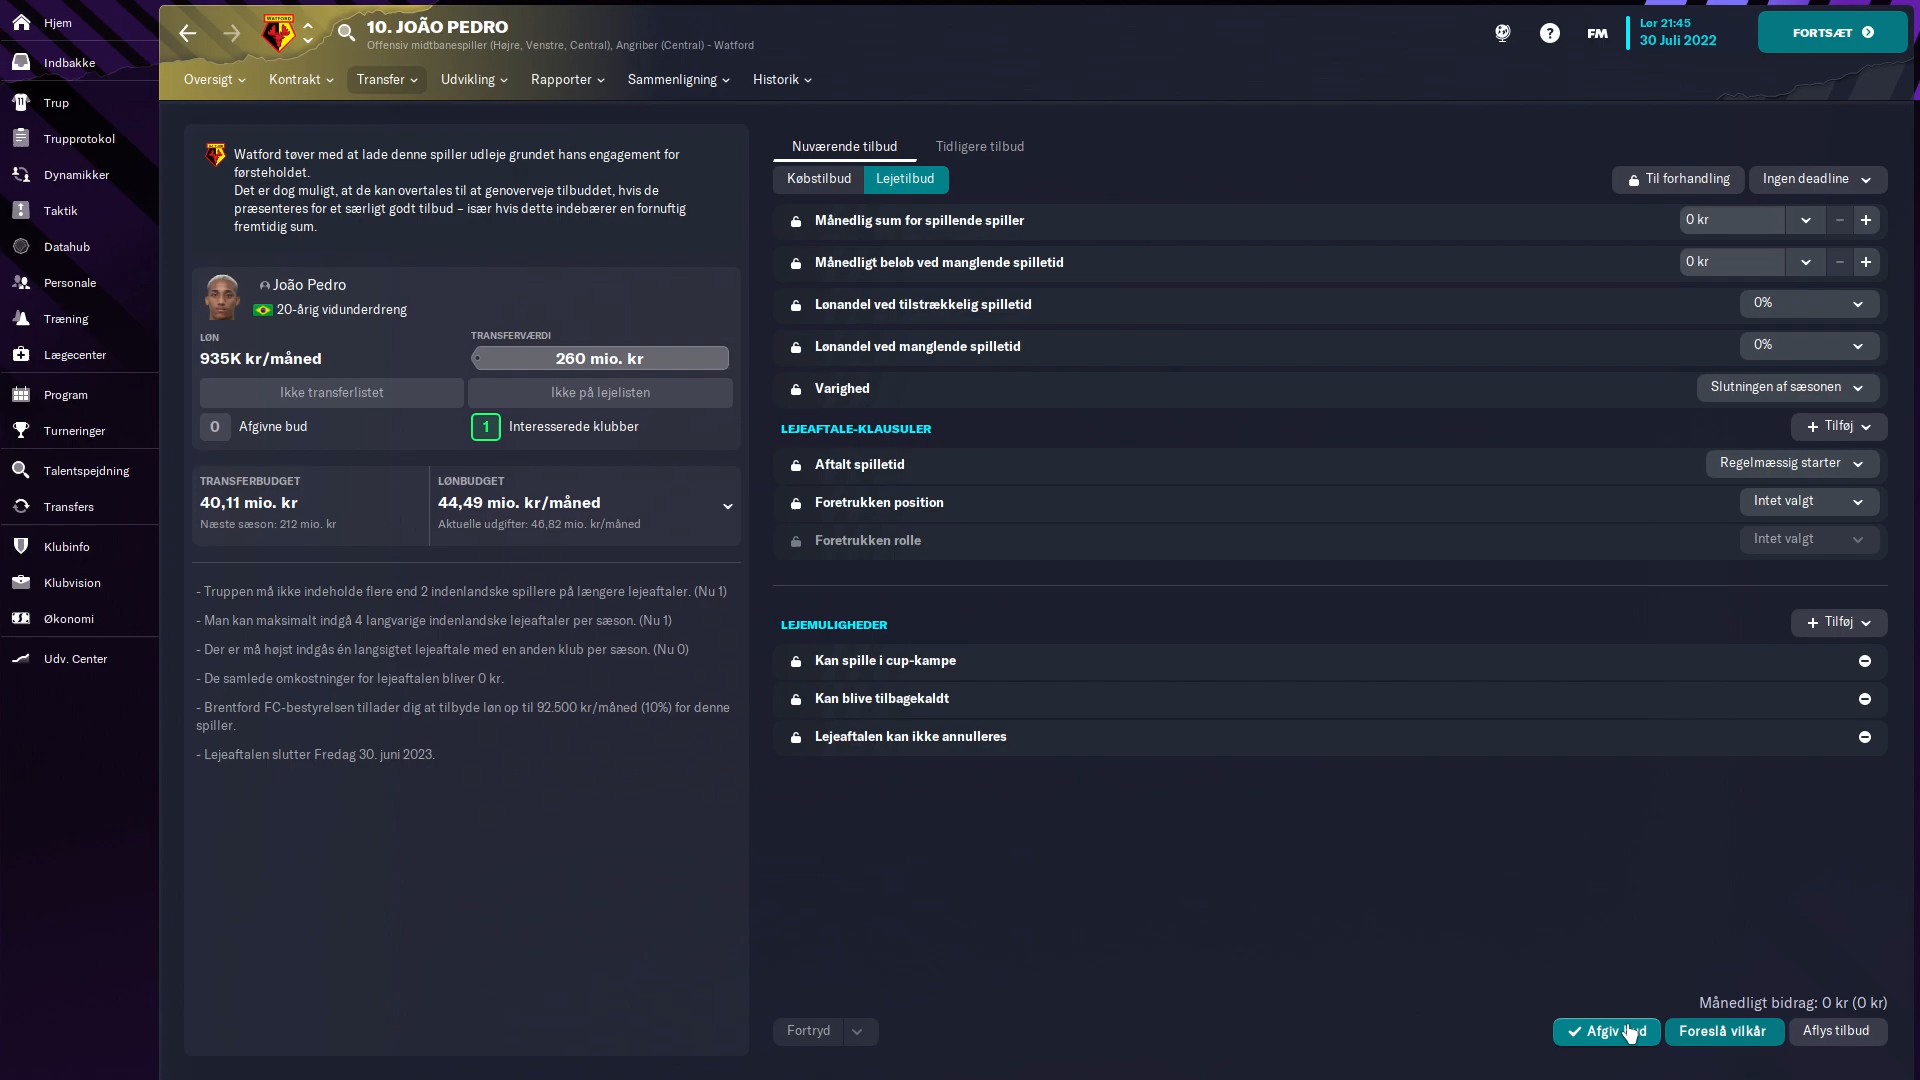 Hjem
Indbakke
Trup
Trupprotokol
Dynamikker
Taktik
Datahub
Personale
Træning
Lægecenter
Program
Turneringer
Talentspejdning
Transfers
Klubinfo
Klubvision
Økonomi
Udv. Center
WATFORD
10. JOÃO PEDRO
Offensiv midtbanespiller (Højre, Venstre, Central), Angriber (Central) - Watford
FM
Lør 21:45
30 Juli 2022
FORTSÆT
Oversigt
Kontrakt
Transfer
Udvikling
Rapporter
Sammenligning
Historik
Watford tøver med at lade denne spiller udleje grundet hans engagement for
førsteholdet.
Det er dog muligt, at de kan overtales til at genoverveje tilbuddet, hvis de
præsenteres for et særligt godt tilbud – især hvis dette indebærer en fornuftig
fremtidig sum.
João Pedro
20-årig vidunderdreng
LØN
935K kr/måned
TRANSFERVÆRDI
260 mio. kr
Ikke transferlistet
Ikke på lejelisten
0 Afgivne bud
1 Interesserede klubber
TRANSFERBUDGET
40,11 mio. kr
Næste sæson: 212 mio. kr
LØNBUDGET
44,49 mio. kr/måned
Aktuelle udgifter: 46,82 mio. kr/måned
- Truppen må ikke indeholde flere end 2 indenlandske spillere på længere lejeaftaler. (Nu 1)
- Man kan maksimalt indgå 4 langvarige indenlandske lejeaftaler per sæson. (Nu 1)
- Der er må højst indgås én langsigtet lejeaftale med en anden klub per sæson. (Nu 0)
- De samlede omkostninger for lejeaftalen bliver 0 kr.
- Brentford FC-bestyrelsen tillader dig at tilbyde løn op til 92.500 kr/måned (10%) for denne
spiller.
- Lejeaftalen slutter Fredag 30. juni 2023.
Nuværende tilbud
Tidligere tilbud
Købstilbud
Lejetilbud
Til forhandling
Ingen deadline
Månedlig sum for spillende spiller
0 kr
Månedligt beløb ved manglende spilletid
0 kr
Lønandel ved tilstrækkelig spilletid
0%
Lønandel ved manglende spilletid
0%
Varighed
Slutningen af sæsonen
LEJEAFTALE-KLAUSULER
+ Tilføj
Aftalt spilletid
Regelmæssig starter
Foretrukken position
Intet valgt
Foretrukken rolle
Intet valgt
LEJEMULIGHEDER
+ Tilføj
Kan spille i cup-kampe
Kan blive tilbagekaldt
Lejeaftalen kan ikke annulleres
Månedligt bidrag: 0 kr (0 kr)
Fortryd
Afgiv
Foreslå vilkår
Aflys tilbud